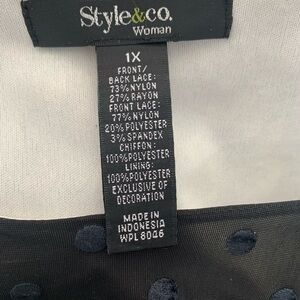 Style&co.
Woman
1X
FRONT/
BACK LACE:
73%NYLON
27%RAYON
FRONT LACE:
77%NYLON
20%POLYESTER
3%SPANDEX
CHIFFON:
100%POLYESTER
LINING:
100%POLYESTER
EXCLUSIVE OF
DECORATION
MADE IN
INDONESIA
WPL 8026